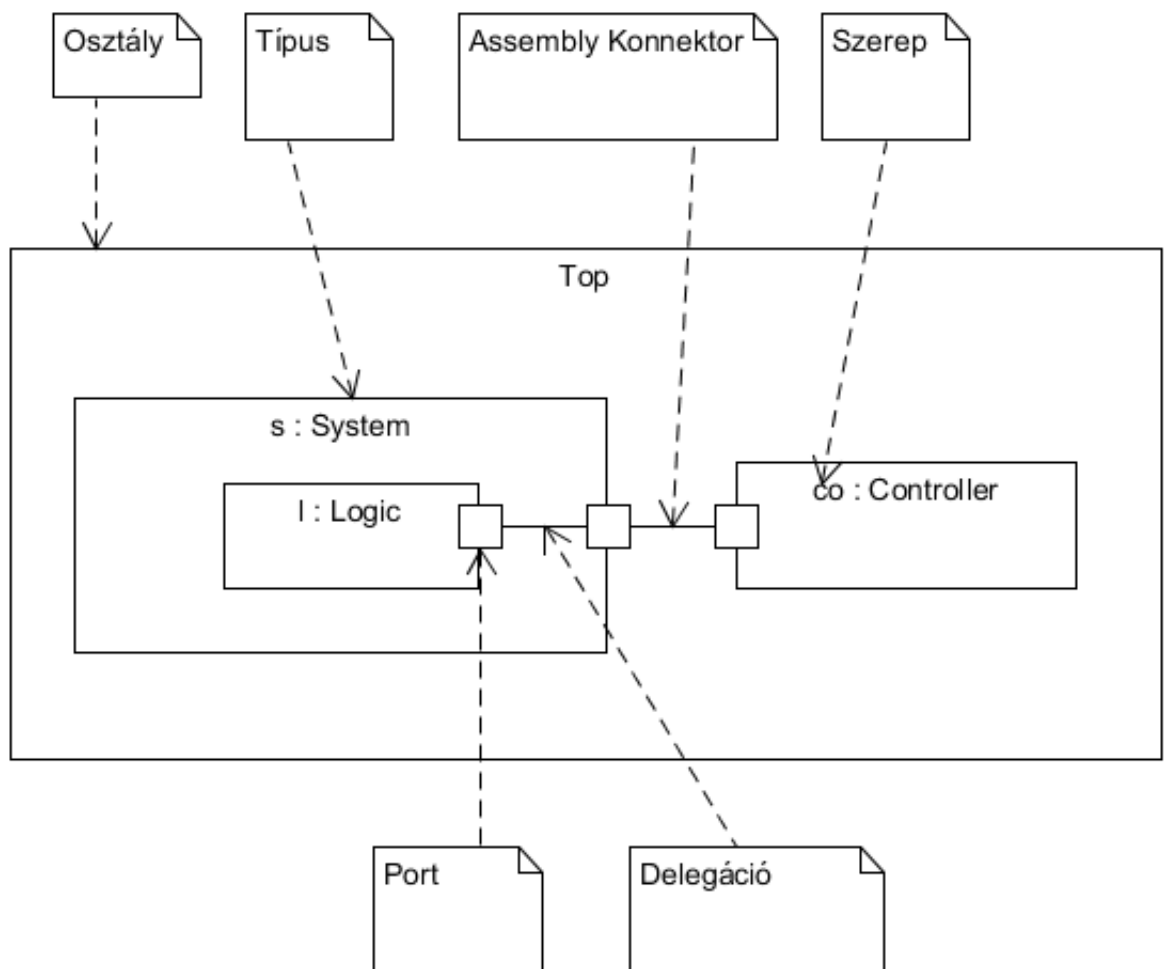 Osztály
Típus
Assembly Konnektor
Szerep
Top
s : System
l : Logic
co : Controller
Port
Delegáció